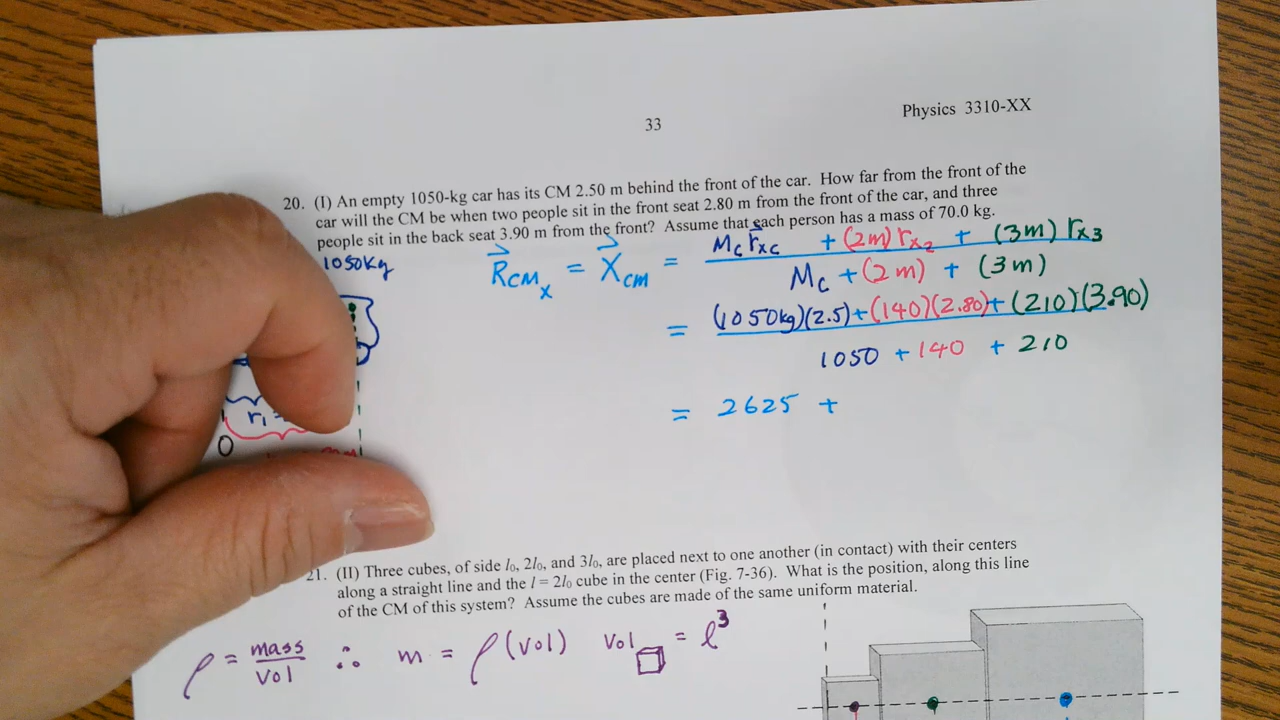 Physics 3310-XX
33
20. (I) An empty 1050-kg car has its CM 2.50 m behind the front of the car. How far from the front of the
car will the CM be when two people sit in the front seat 2.80 m from the front of the car, and three
people sit in the back seat 3.90 m from the front? Assume that each person has a mass of 70.0 kg.
1050Kg
R⃗CMx = X⃗cm = Mc r⃗xc + (2m) rx2 + (3m) rx3
Mc + (2m) + (3m)
= (1050kg)(2.5)+(140)(2.80)+(210)(3.90)
1050 + 140 + 210
= 2625 +
r₁
0
21. (II) Three cubes, of side l₀, 2l₀, and 3l₀, are placed next to one another (in contact) with their centers
along a straight line and the l = 2l₀ cube in the center (Fig. 7-36). What is the position, along this line
of the CM of this system? Assume the cubes are made of the same uniform material.
ρ = mass/vol ∴ m = ρ(vol) vol = ℓ³